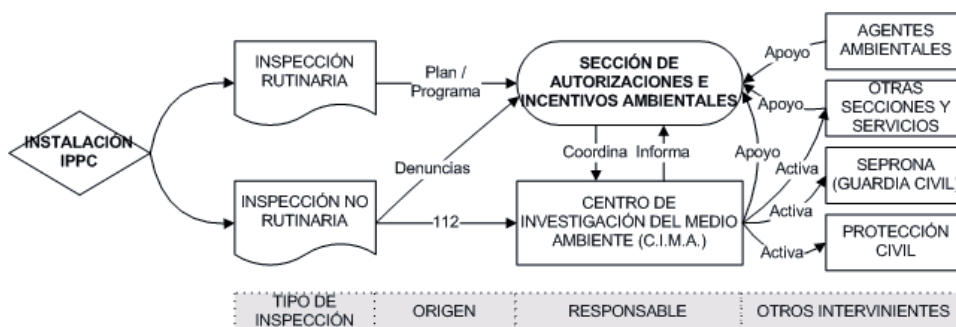 INSTALACIÓN
IPPC
INSPECCIÓN
RUTINARIA
INSPECCIÓN NO
RUTINARIA
Plan /
Programa
Denuncias
112
SECCIÓN DE
AUTORIZACIONES E
INCENTIVOS AMBIENTALES
Coordina
Informa
CENTRO DE
INVESTIGACIÓN DEL MEDIO
AMBIENTE (C.I.M.A.)
Apoyo
Apoyo
Apoyo
Activa
Activa
Activa
AGENTES
AMBIENTALES
OTRAS
SECCIONES Y
SERVICIOS
SEPRONA
(GUARDIA CIVIL)
PROTECCIÓN
CIVIL
TIPO DE
INSPECCIÓN
ORIGEN
RESPONSABLE
OTROS INTERVINIENTES